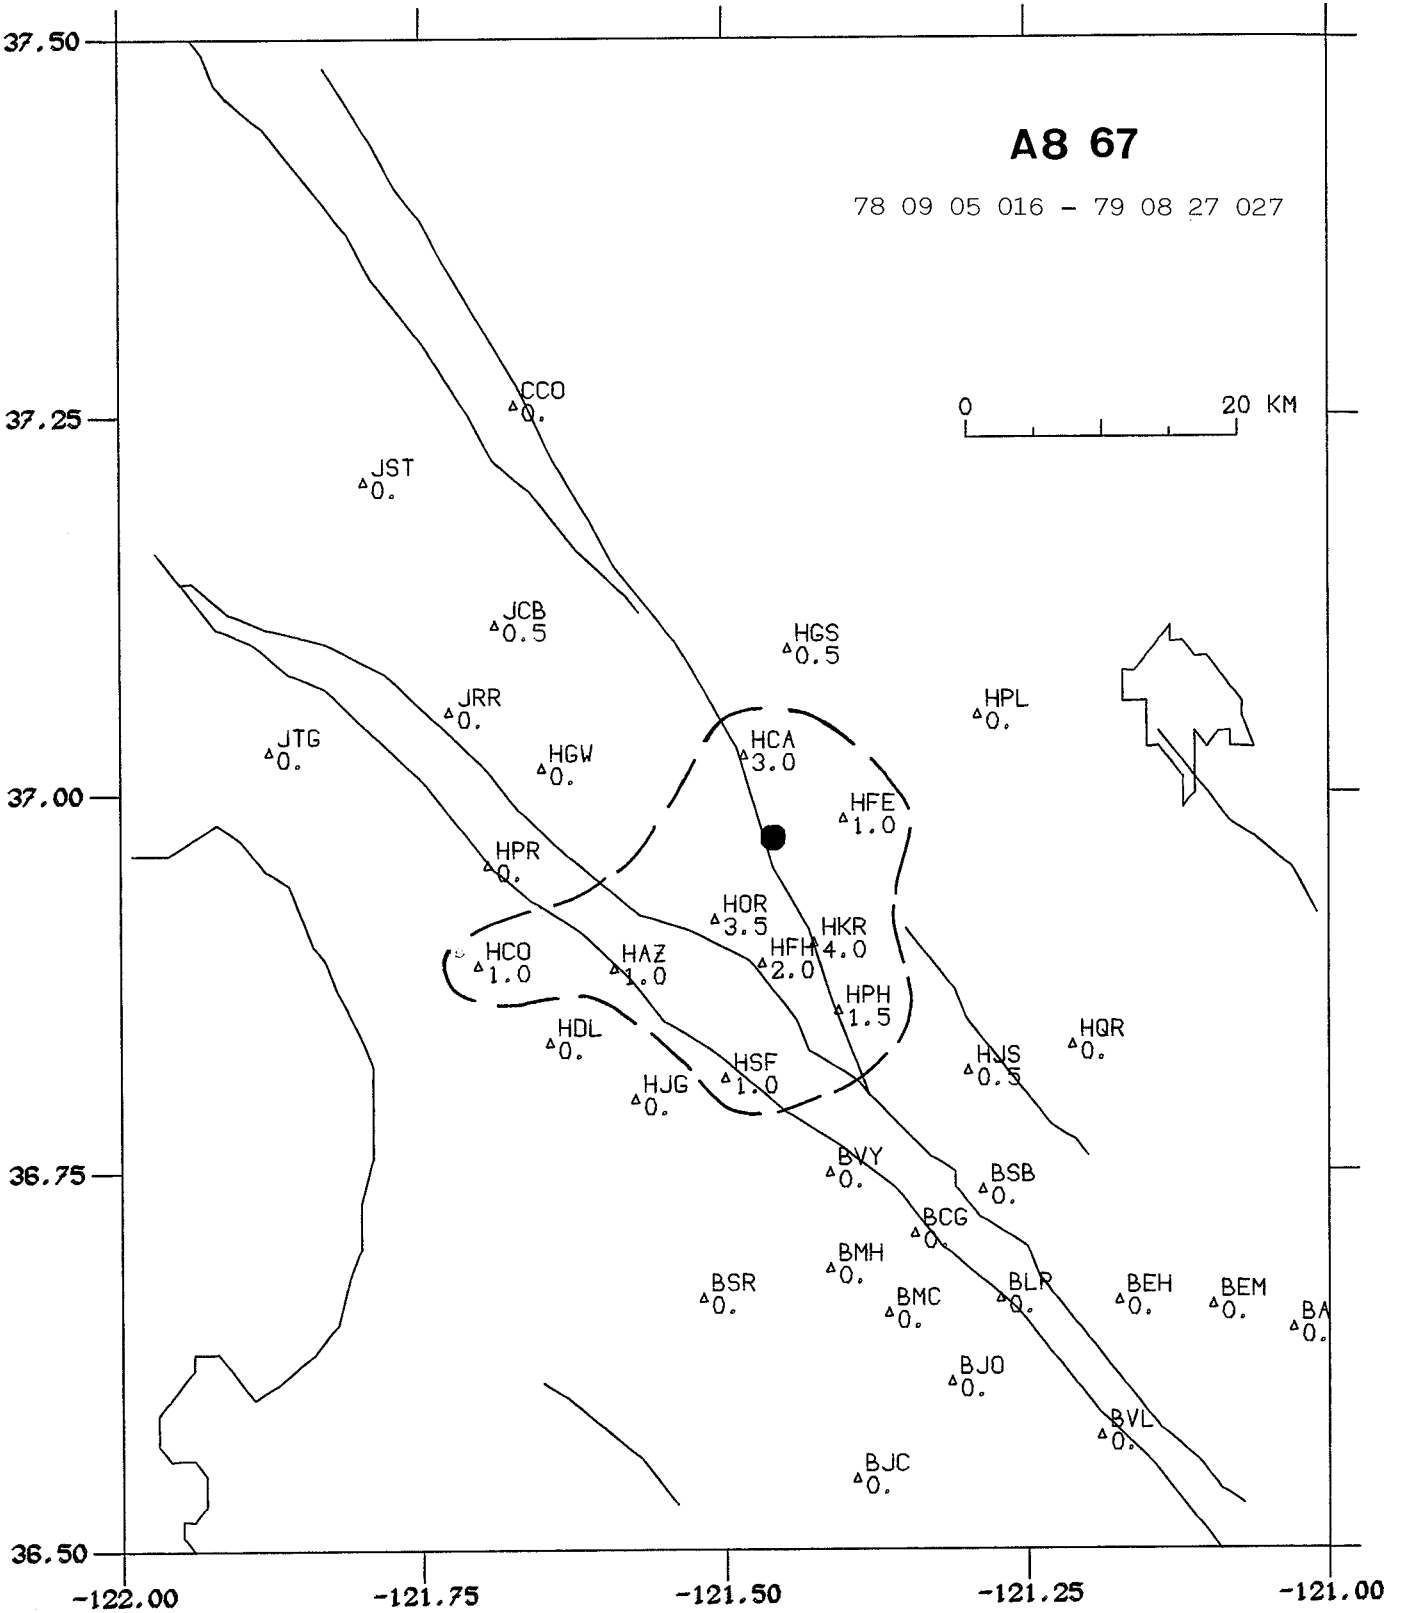 37.50
A8 67
78 09 05 016 – 79 08 27 027
CCO
0.
37.25
0 20 KM
JST
0.
JCB
0.5
HGS
0.5
JRR
0.
HPL
0.
JTG
0.
HGW
0.
HCA
3.0
37.00
HFE
1.0
HPR
0.
HOR
3.5
HKR
4.0
HFH
2.0
HCO
1.0
HAZ
1.0
HPH
1.5
HDL
0.
HQR
0.
HJS
0.5
HSF
1.0
HJG
0.
36.75
BVY
0.
BSB
0.
BCG
0.
BMH
0.
BSR
0.
BMC
0.
BLR
0.
BEH
0.
BEM
0.
BA
0.
BJO
0.
BVL
0.
BJC
0.
36.50
-122.00 -121.75 -121.50 -121.25 -121.00